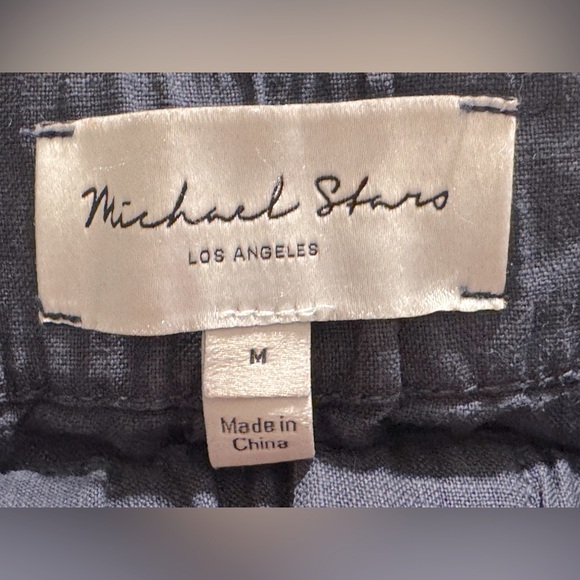 Michael Stars
LOS ANGELES
M
Made in
China